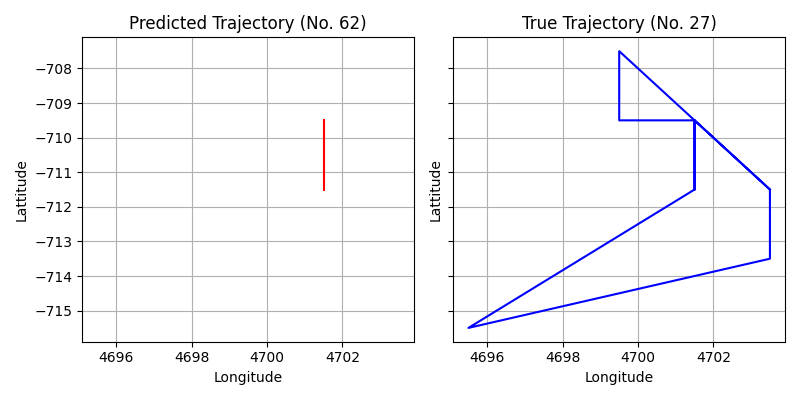 Predicted Trajectory (No. 62)
True Trajectory (No. 27)
Lattitude
−708
−709
−710
−711
−712
−713
−714
−715
4696
4698
4700
4702
Longitude
Lattitude
4696
4698
4700
4702
Longitude